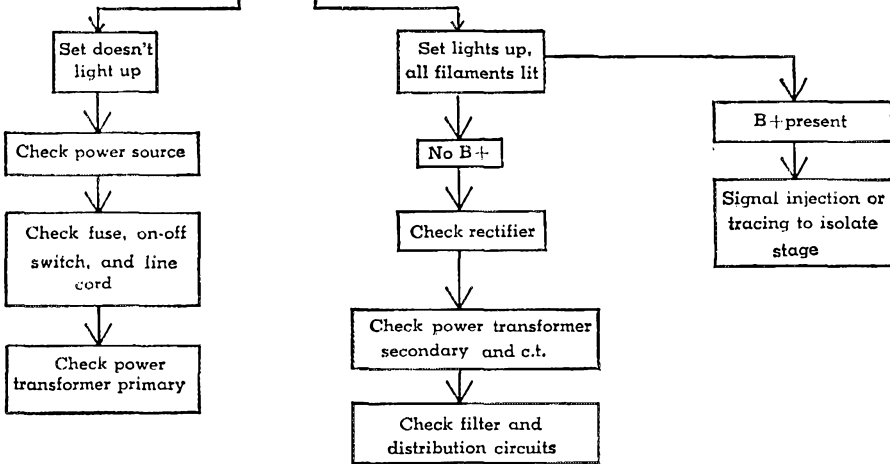 Set doesn't
light up
Check power source
Check fuse, on-off
switch, and line
cord
Check power
transformer primary
Set lights up,
all filaments lit
No B+
Check rectifier
Check power transformer
secondary and c.t.
Check filter and
distribution circuits
B+present
Signal injection or
tracing to isolate
stage